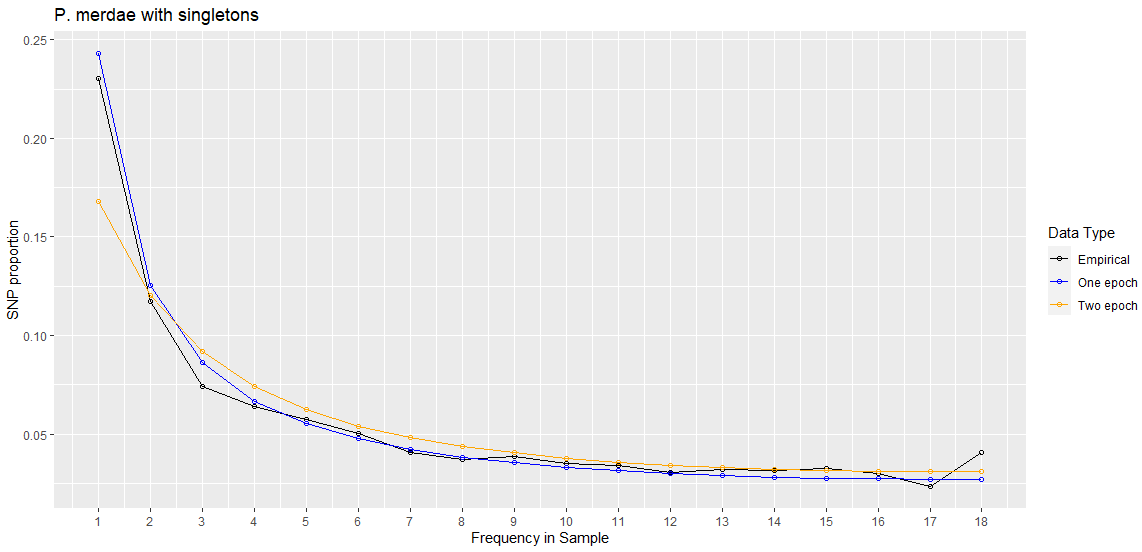 P. merdae with singletons
0.25
0.20
0.15
0.10
0.05
SNP proportion
1 2 3 4 5 6 7 8 9 10 11 12 13 14 15 16 17 18
Frequency in Sample
Data Type
Empirical
One epoch
Two epoch